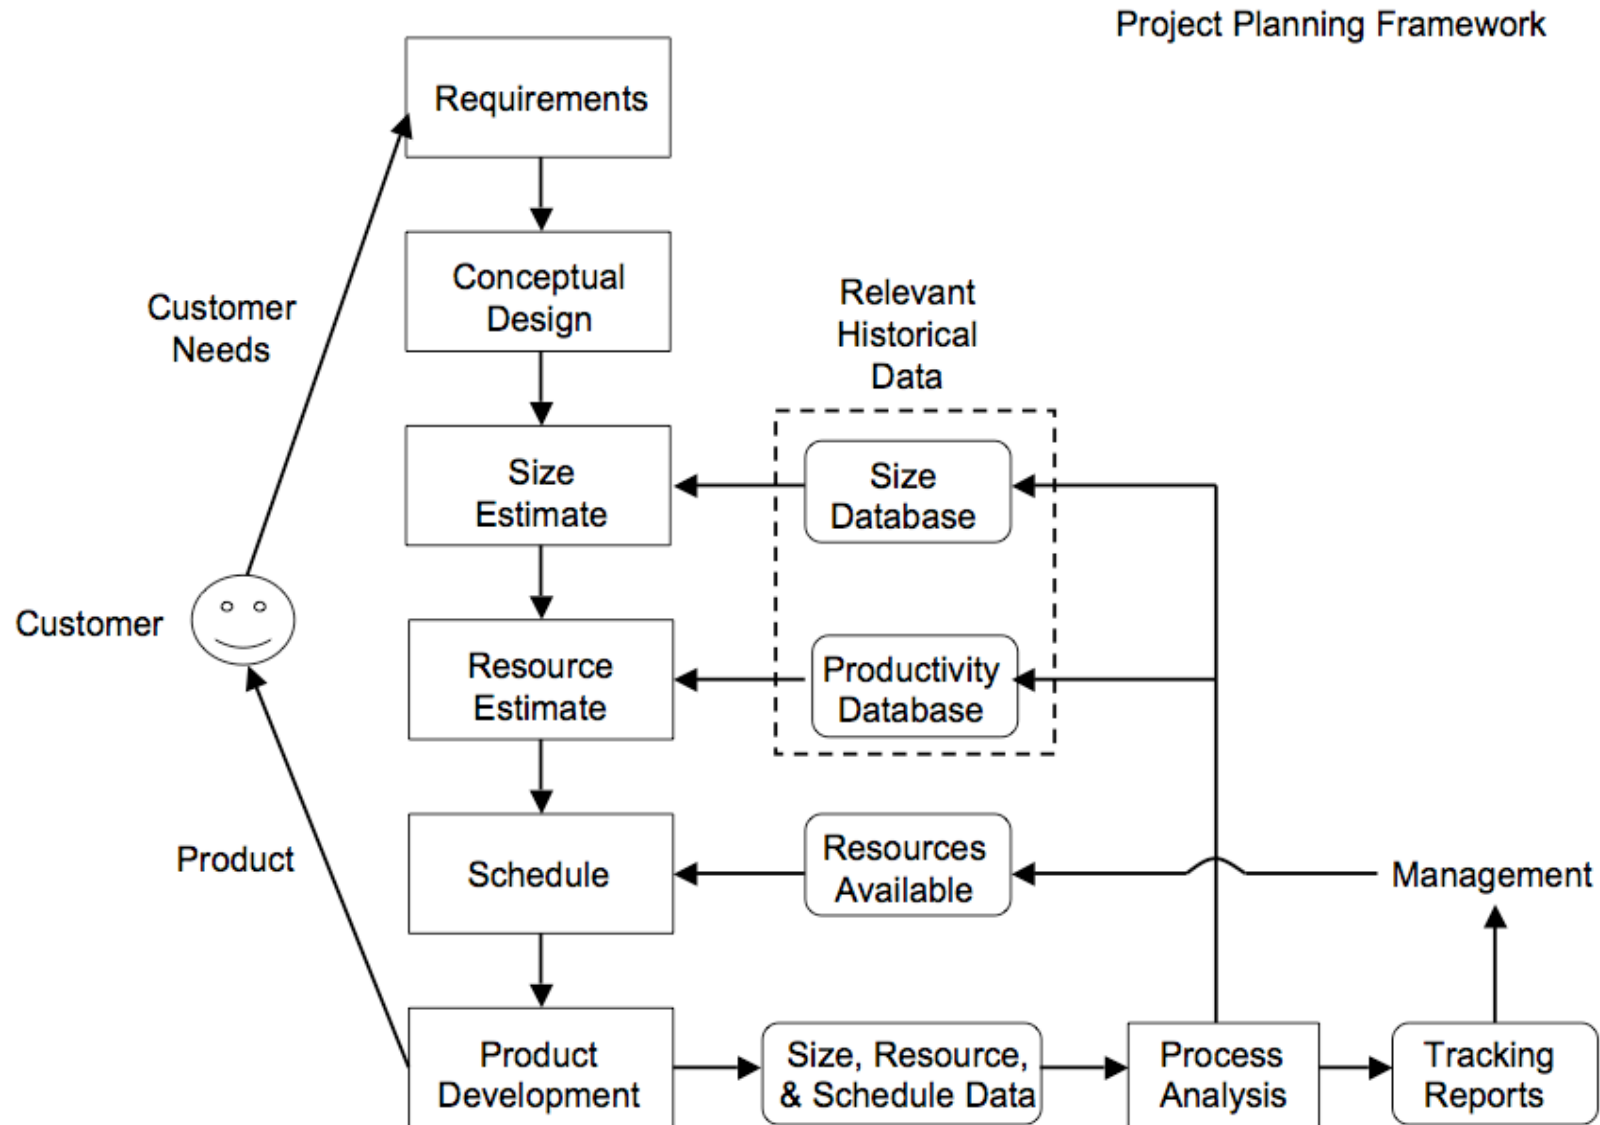 Project Planning Framework
Requirements
Conceptual
Design
Customer
Needs
Relevant
Historical
Data
Size
Estimate
Size
Database
Customer
Resource
Estimate
Productivity
Database
Product
Schedule
Resources
Available
Management
Product
Development
Size, Resource,
& Schedule Data
Process
Analysis
Tracking
Reports